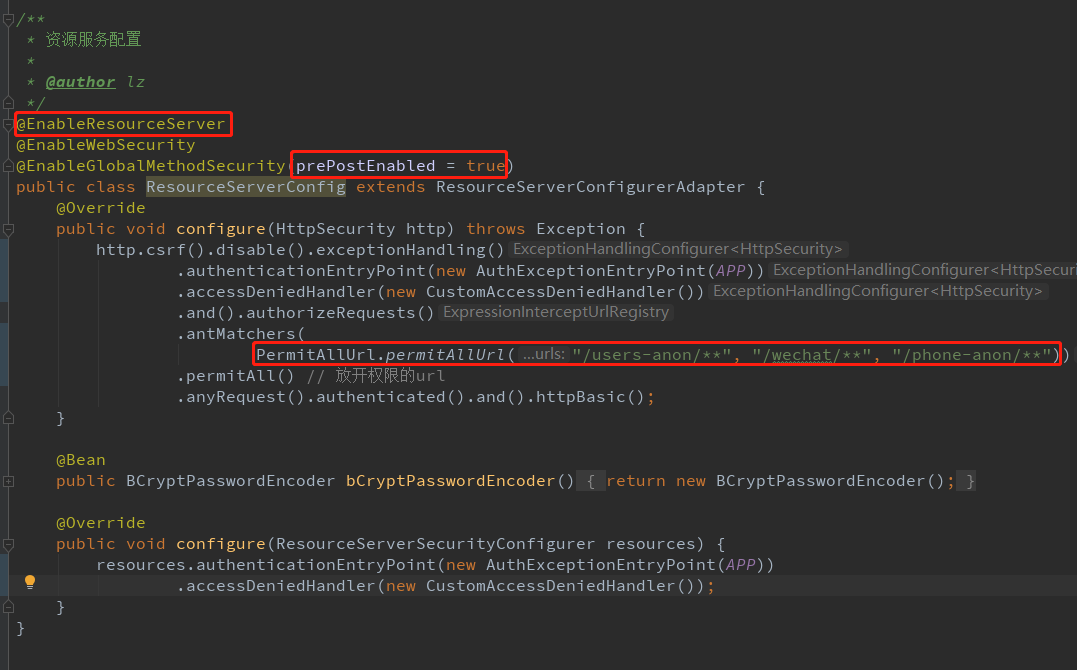 /**
 * 资源服务配置
 *
 * @author lz
 */
@EnableResourceServer
@EnableWebSecurity
@EnableGlobalMethodSecurity(prePostEnabled = true)
public class ResourceServerConfig extends ResourceServerConfigurerAdapter {
    @Override
    public void configure(HttpSecurity http) throws Exception {
        http.csrf().disable().exceptionHandling() ExceptionHandlingConfigurer<HttpSecurity>
                .authenticationEntryPoint(new AuthExceptionEntryPoint(APP)) ExceptionHandlingConfigurer<HttpSecuri
                .accessDeniedHandler(new CustomAccessDeniedHandler()) ExceptionHandlingConfigurer<HttpSecurity>
                .and().authorizeRequests() ExpressionInterceptUrlRegistry
                .antMatchers(
                        PermitAllUrl.permitAllUrl( ...urls: "/users-anon/**", "/wechat/**", "/phone-anon/**"))
                .permitAll() // 放开权限的url
                .anyRequest().authenticated().and().httpBasic();
    }
    @Bean
    public BCryptPasswordEncoder bCryptPasswordEncoder() { return new BCryptPasswordEncoder(); }
    @Override
    public void configure(ResourceServerSecurityConfigurer resources) {
        resources.authenticationEntryPoint(new AuthExceptionEntryPoint(APP))
                .accessDeniedHandler(new CustomAccessDeniedHandler());
    }
}